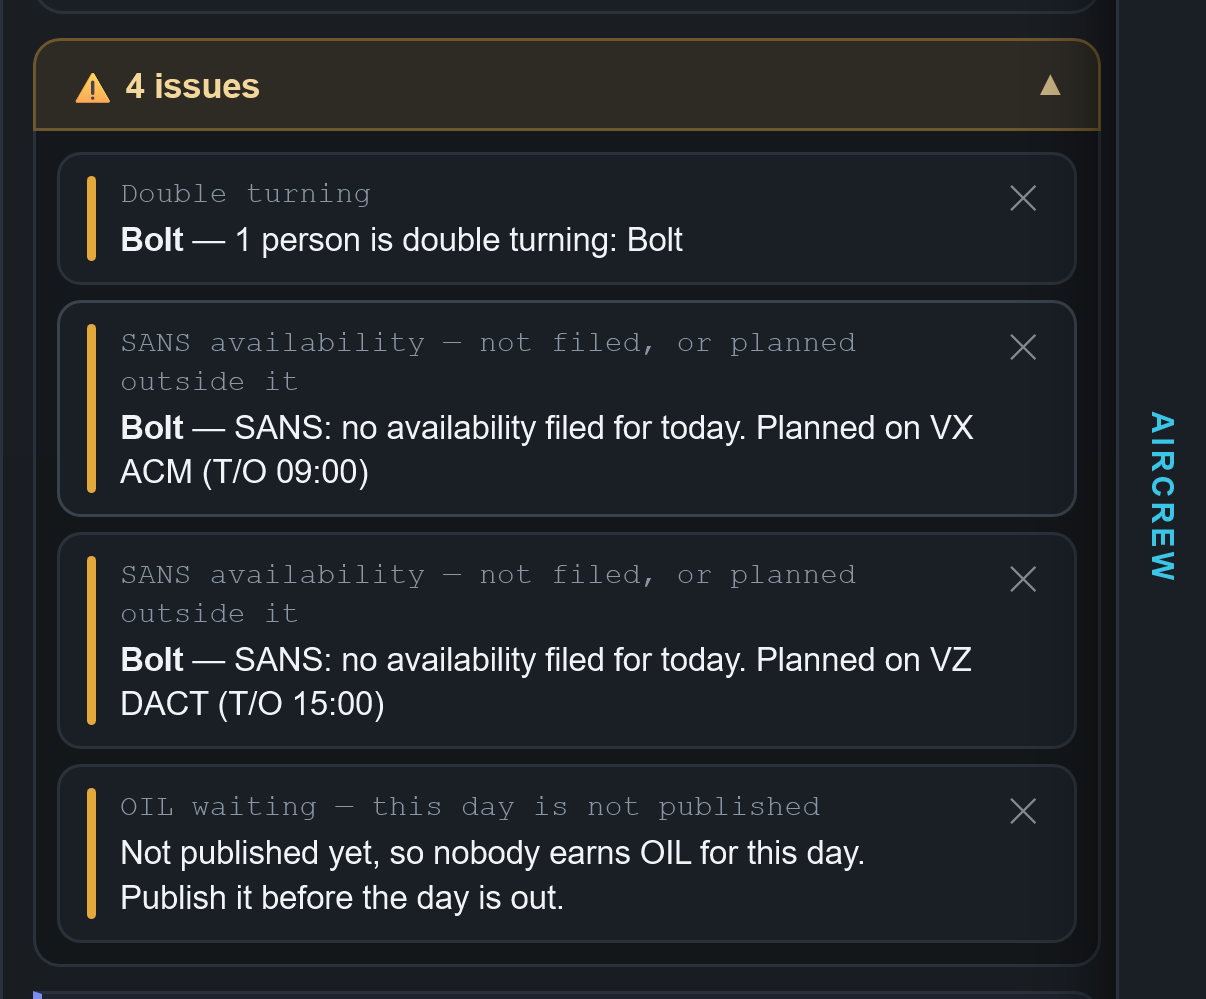 ⚠️ 4 issues ▲
Double turning
Bolt — 1 person is double turning: Bolt
SANS availability — not filed, or planned
outside it
Bolt — SANS: no availability filed for today. Planned on VX
ACM (T/O 09:00)
SANS availability — not filed, or planned
outside it
Bolt — SANS: no availability filed for today. Planned on VZ
DACT (T/O 15:00)
OIL waiting — this day is not published
Not published yet, so nobody earns OIL for this day.
Publish it before the day is out.
AIRCREW